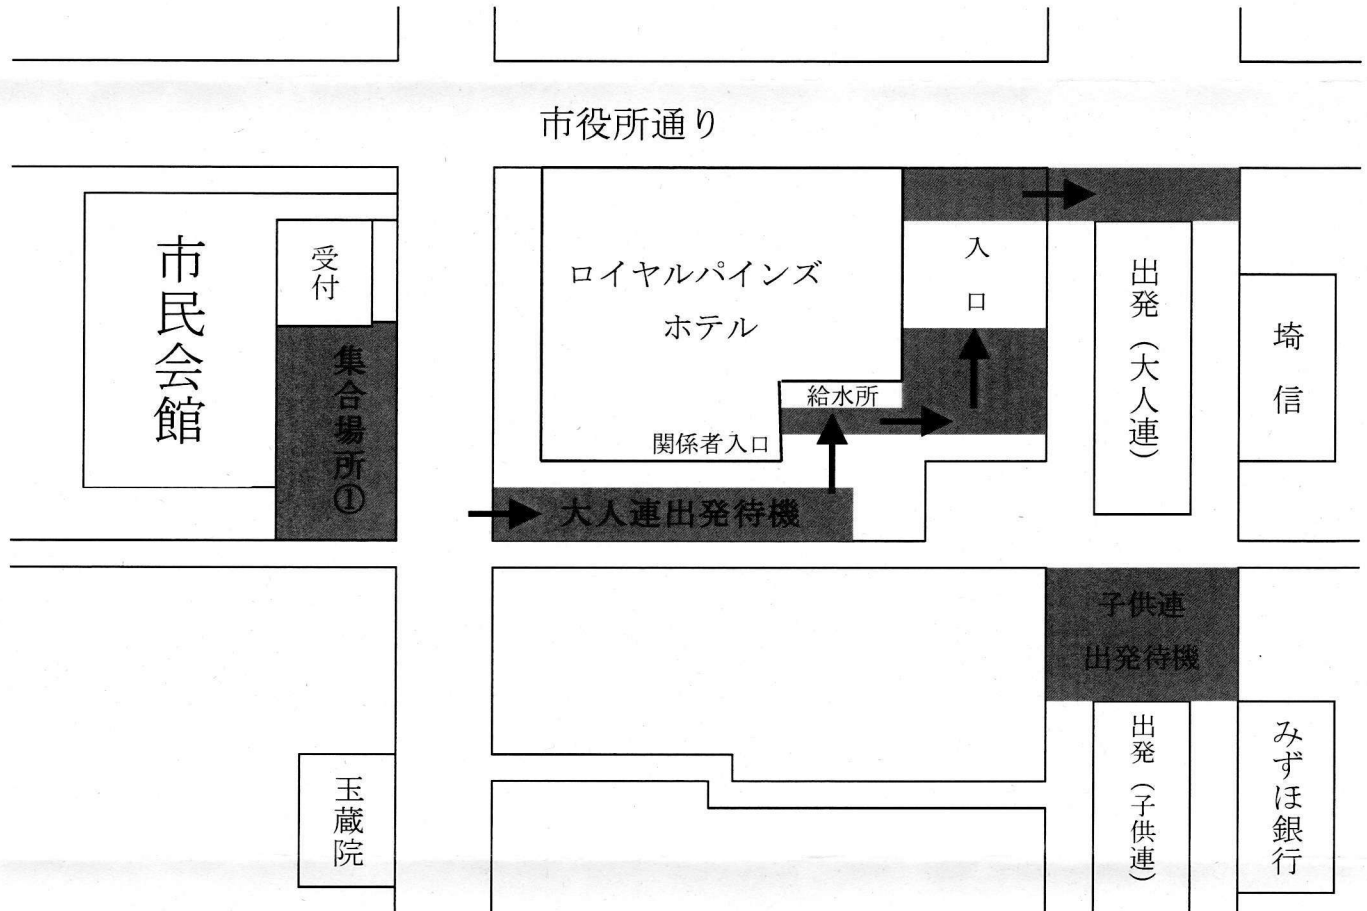 市役所通り
市民会館
受付
集合場所①
ロイヤルパインズ
ホテル
入
口
給水所
関係者入口
大人連出発待機
出発（大人連）
埼信
子供連
出発待機
出発（子供連）
みずほ銀行
玉蔵院